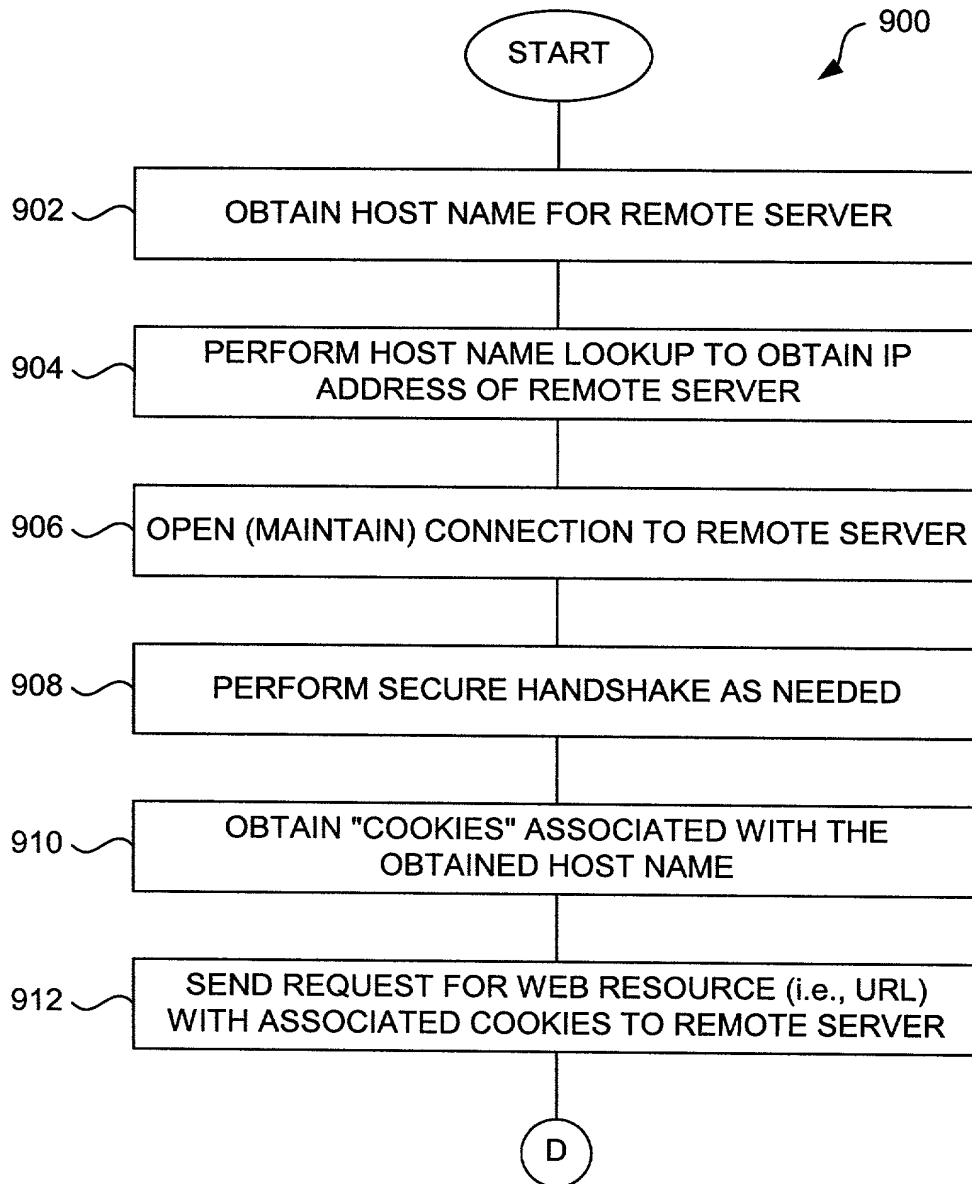 900
START
902
OBTAIN HOST NAME FOR REMOTE SERVER
904
PERFORM HOST NAME LOOKUP TO OBTAIN IP
ADDRESS OF REMOTE SERVER
906
OPEN (MAINTAIN) CONNECTION TO REMOTE SERVER
908
PERFORM SECURE HANDSHAKE AS NEEDED
910
OBTAIN "COOKIES" ASSOCIATED WITH THE
OBTAINED HOST NAME
912
SEND REQUEST FOR WEB RESOURCE (i.e., URL)
WITH ASSOCIATED COOKIES TO REMOTE SERVER
D